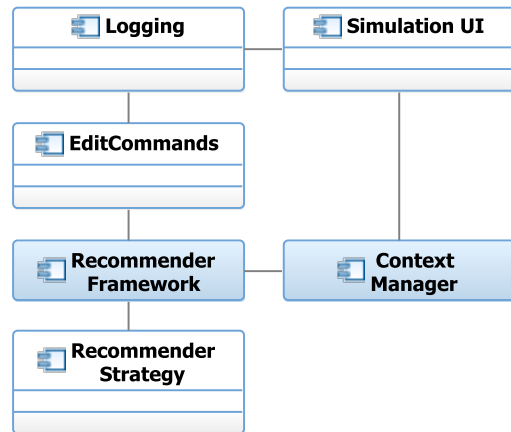 Logging
Simulation UI
EditCommands
Recommender
Framework
Context
Manager
Recommender
Strategy